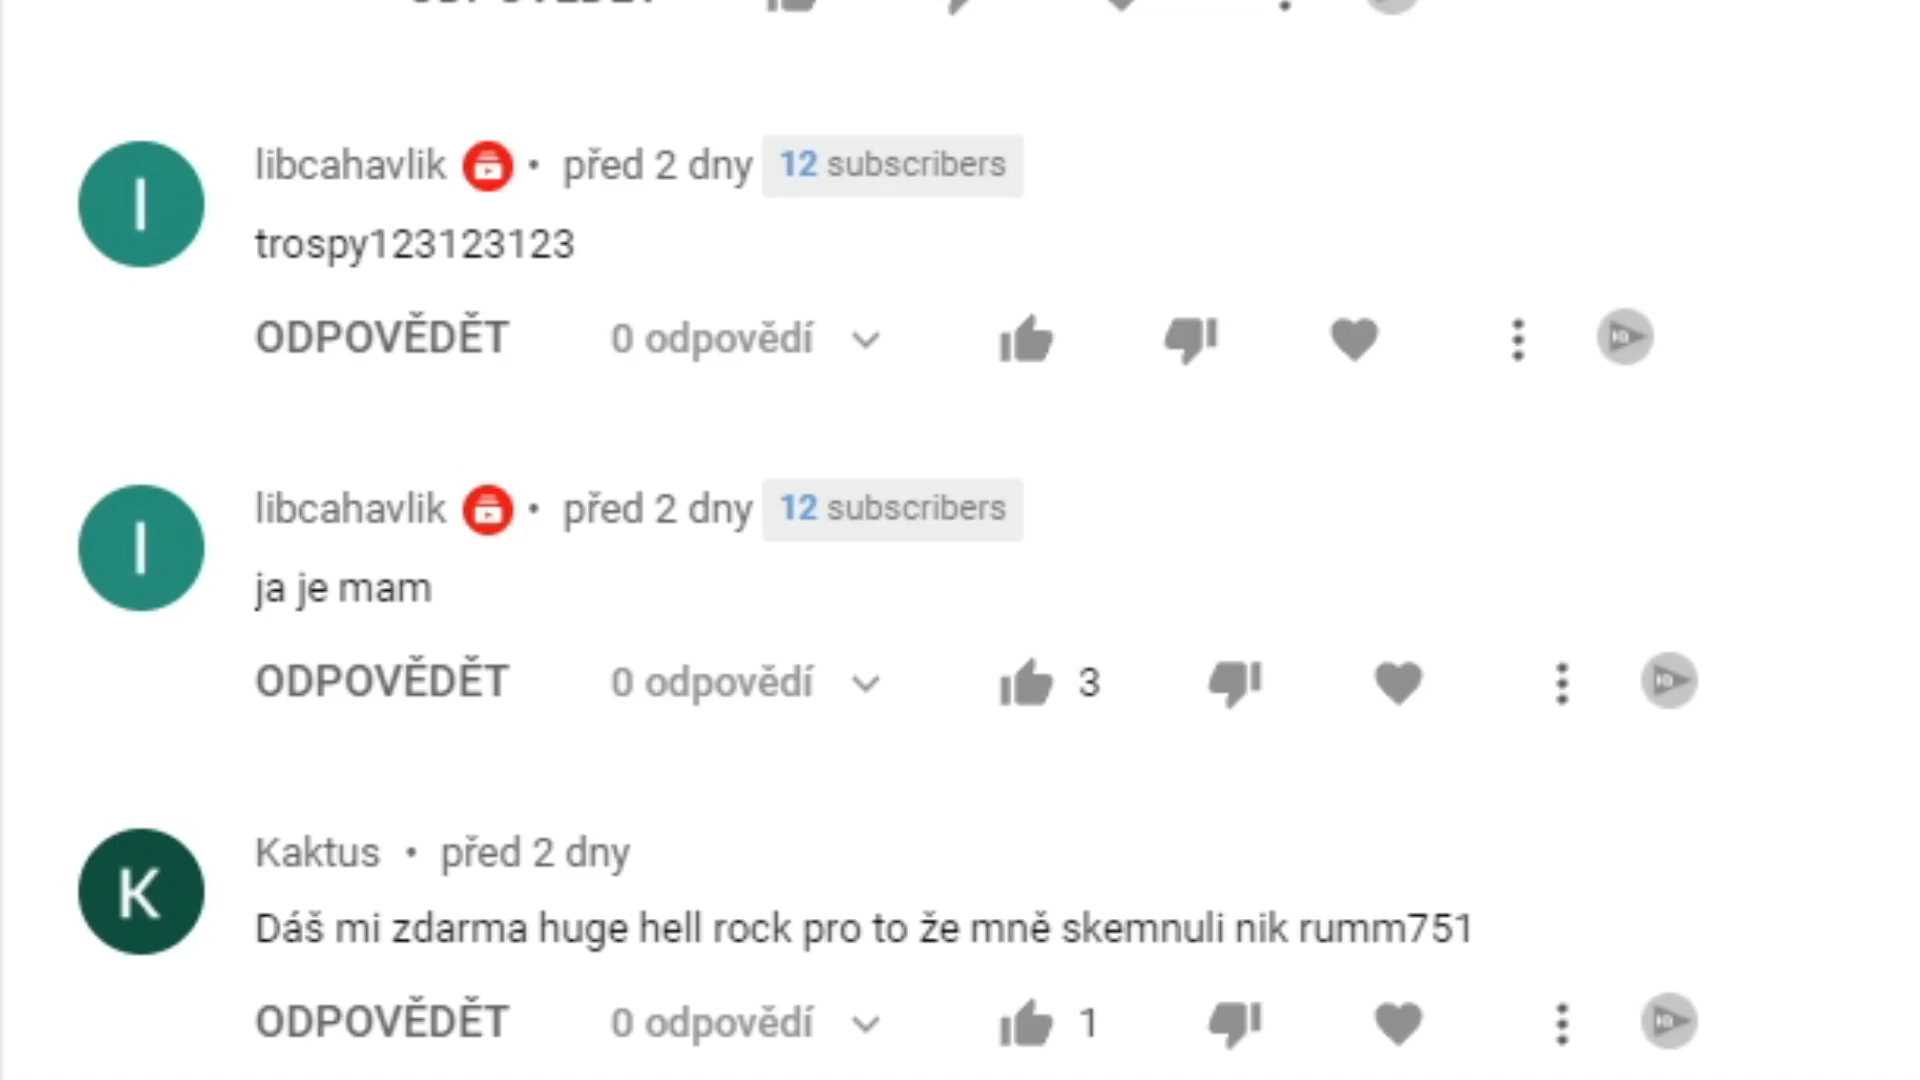 libcahavlik • před 2 dny 12 subscribers
trospy123123123
ODPOVĚDĚT 0 odpovědí
libcahavlik • před 2 dny 12 subscribers
ja je mam
ODPOVĚDĚT 0 odpovědí 3
K Kaktus • před 2 dny
Dáš mi zdarma huge hell rock pro to že mně skemnuli nik rumm751
ODPOVĚDĚT 0 odpovědí 1